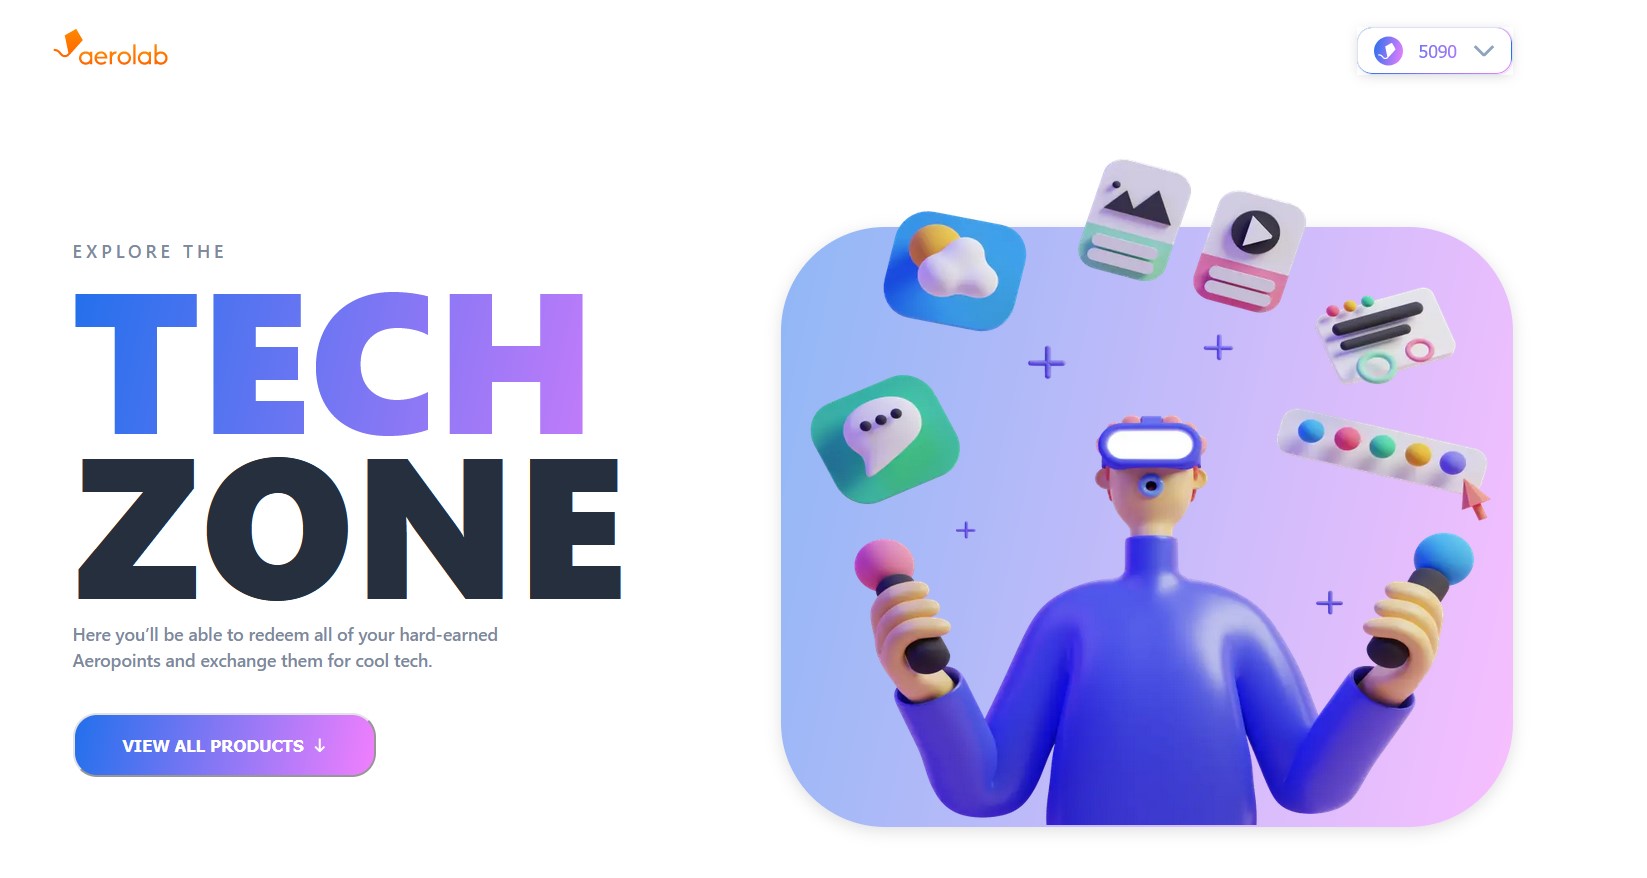 aerolab
5090
EXPLORE THE
TECH
ZONE
Here you’ll be able to redeem all of your hard-earned
Aeropoints and exchange them for cool tech.
VIEW ALL PRODUCTS ↓